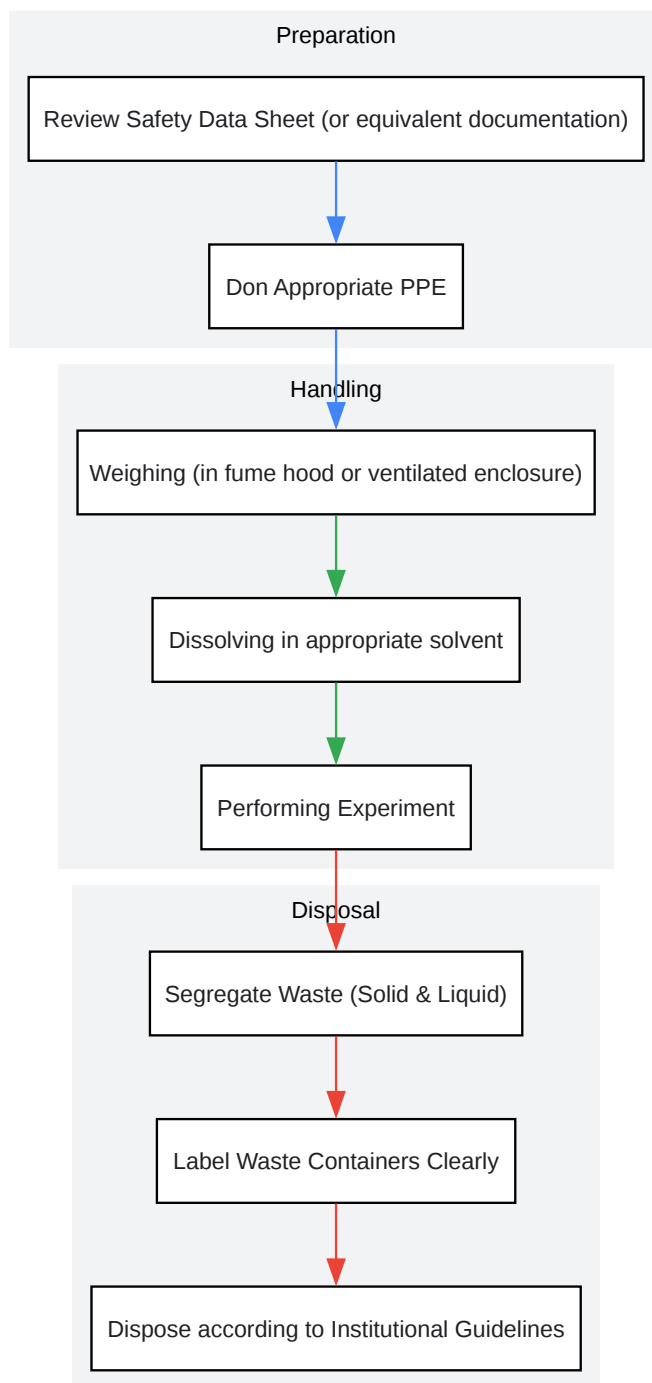 Preparation
Review Safety Data Sheet (or equivalent documentation)
Don Appropriate PPE
Handling
Weighing (in fume hood or ventilated enclosure)
Dissolving in appropriate solvent
Performing Experiment
Disposal
Segregate Waste (Solid & Liquid)
Label Waste Containers Clearly
Dispose according to Institutional Guidelines